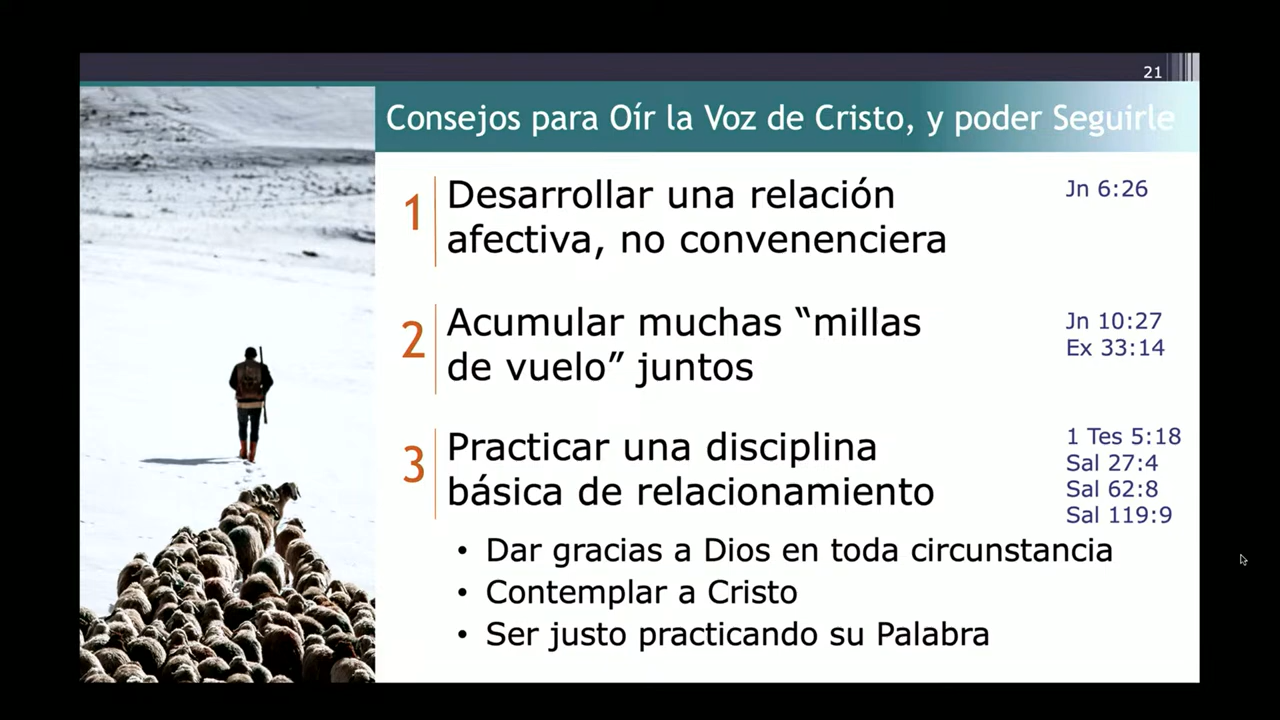 21
Consejos para Oír la Voz de Cristo, y poder Seguirle
1
Desarrollar una relación
afectiva, no convenenciera
Jn 6:26
2
Acumular muchas “millas
de vuelo” juntos
Jn 10:27
Ex 33:14
3
Practicar una disciplina
básica de relacionamiento
1 Tes 5:18
Sal 27:4
Sal 62:8
Sal 119:9
• Dar gracias a Dios en toda circunstancia
• Contemplar a Cristo
• Ser justo practicando su Palabra